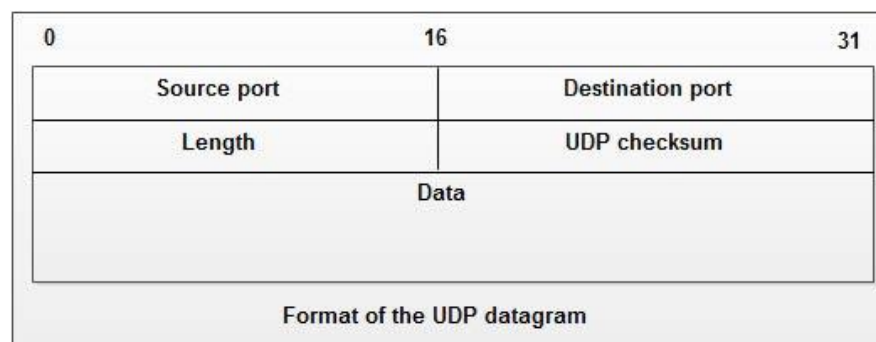 0 16 31
Source port Destination port
Length UDP checksum
Data
Format of the UDP datagram